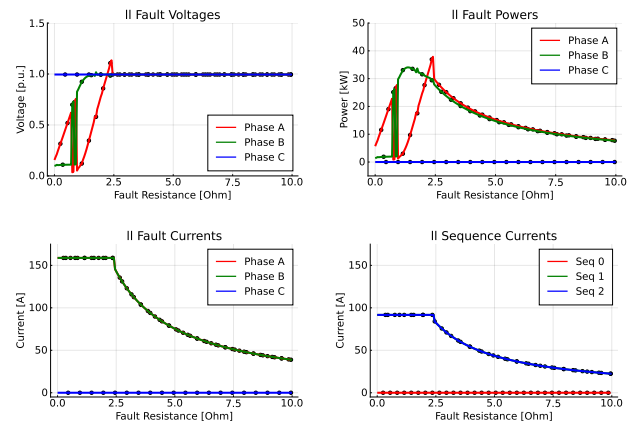 ll Fault Voltages
Voltage [p.u.]
1.5
1.0
0.5
0.0
0.0 2.5 5.0 7.5 10.0
Fault Resistance [Ohm]
Phase A
Phase B
Phase C
ll Fault Powers
Power [kW]
50
40
30
20
10
0
0.0 2.5 5.0 7.5 10.0
Fault Resistance [Ohm]
Phase A
Phase B
Phase C
ll Fault Currents
Current [A]
150
100
50
0
0.0 2.5 5.0 7.5 10.0
Fault Resistance [Ohm]
Phase A
Phase B
Phase C
ll Sequence Currents
Current [A]
150
100
50
0
0.0 2.5 5.0 7.5 10.0
Fault Resistance [Ohm]
Seq 0
Seq 1
Seq 2